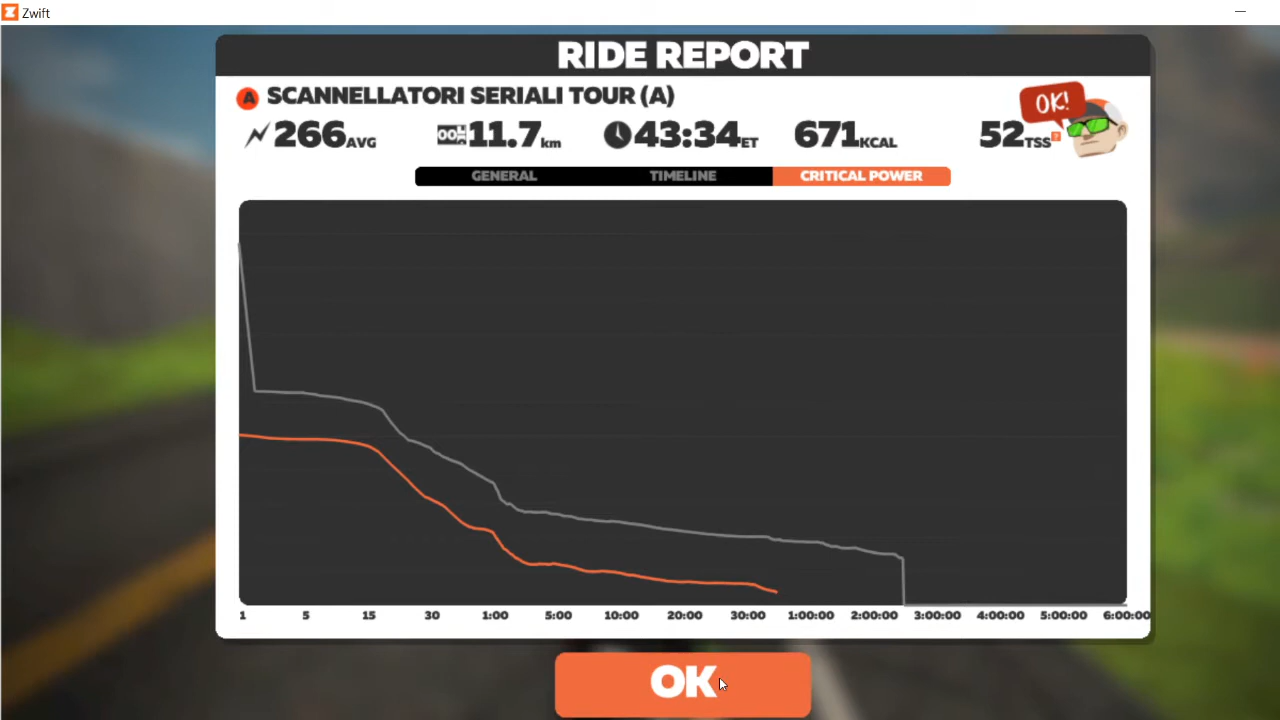 Zwift
RIDE REPORT
A SCANNELLATORI SERIALI TOUR (A)
OK!
266AVG 11.7km 43:34ET 671KCAL 52TSS?
GENERAL TIMELINE CRITICAL POWER
1 5 15 30 1:00 5:00 10:00 20:00 30:00 1:00:00 2:00:00 3:00:00 4:00:00 5:00:00 6:00:00
OK